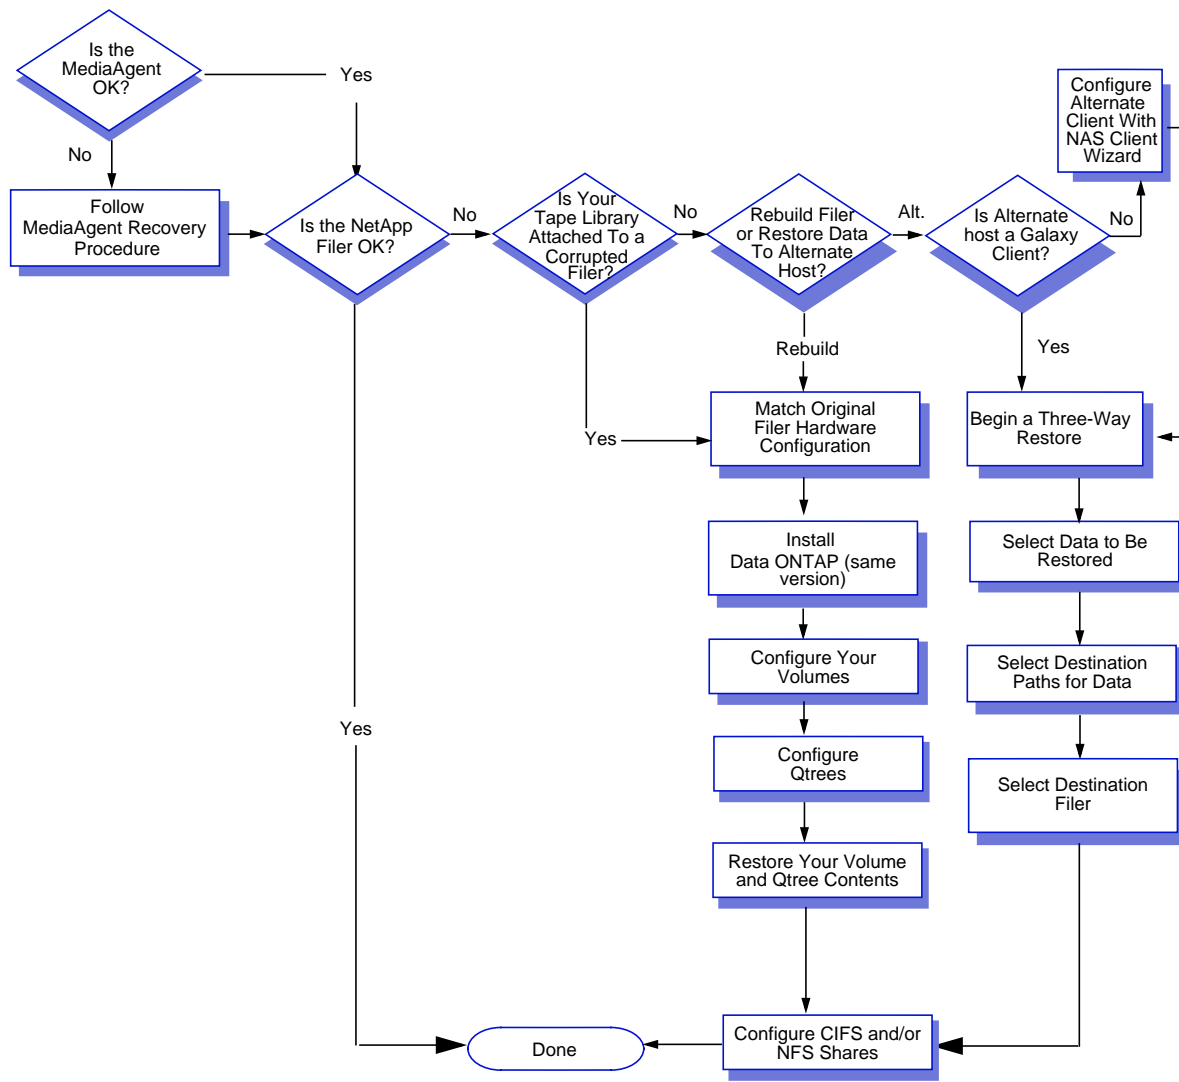 Is the
MediaAgent
OK?
Yes
No
Follow
MediaAgent Recovery
Procedure
Is the NetApp
Filer OK?
No
Is Your
Tape Library
Attached To a
Corrupted
Filer?
No
Rebuild Filer
or Restore Data
To Alternate
Host?
Alt.
Is Alternate
host a Galaxy
Client?
No
Configure
Alternate
Client With
NAS Client
Wizard
Rebuild
Yes
Yes
Match Original
Filer Hardware
Configuration
Begin a Three-Way
Restore
Install
Data ONTAP (same
version)
Select Data to Be
Restored
Configure Your
Volumes
Select Destination
Paths for Data
Yes
Configure
Qtrees
Select Destination
Filer
Restore Your Volume
and Qtree Contents
Configure CIFS and/or
NFS Shares
Done